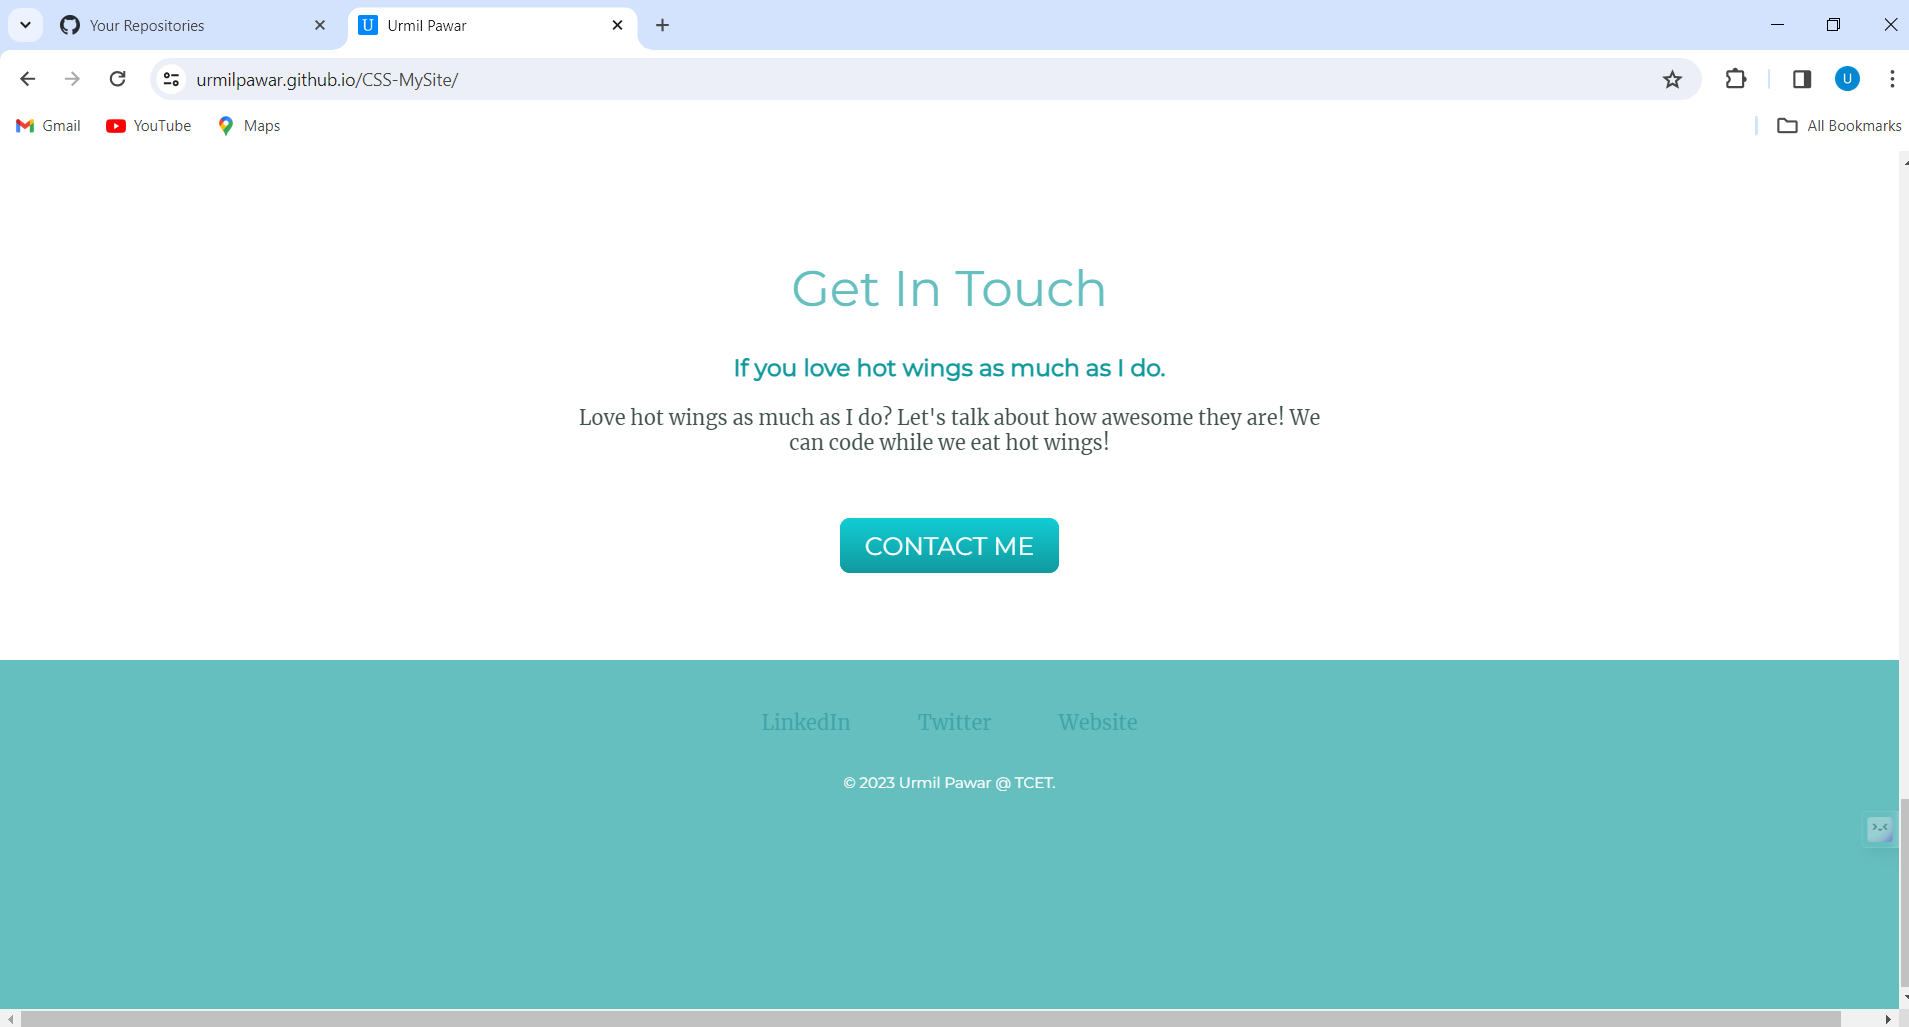 Your Repositories
U Urmil Pawar
urmilpawar.github.io/CSS-MySite/
U
Gmail YouTube Maps All Bookmarks
Get In Touch
If you love hot wings as much as I do.
Love hot wings as much as I do? Let's talk about how awesome they are! We
can code while we eat hot wings!
CONTACT ME
LinkedIn Twitter Website
© 2023 Urmil Pawar @ TCET.